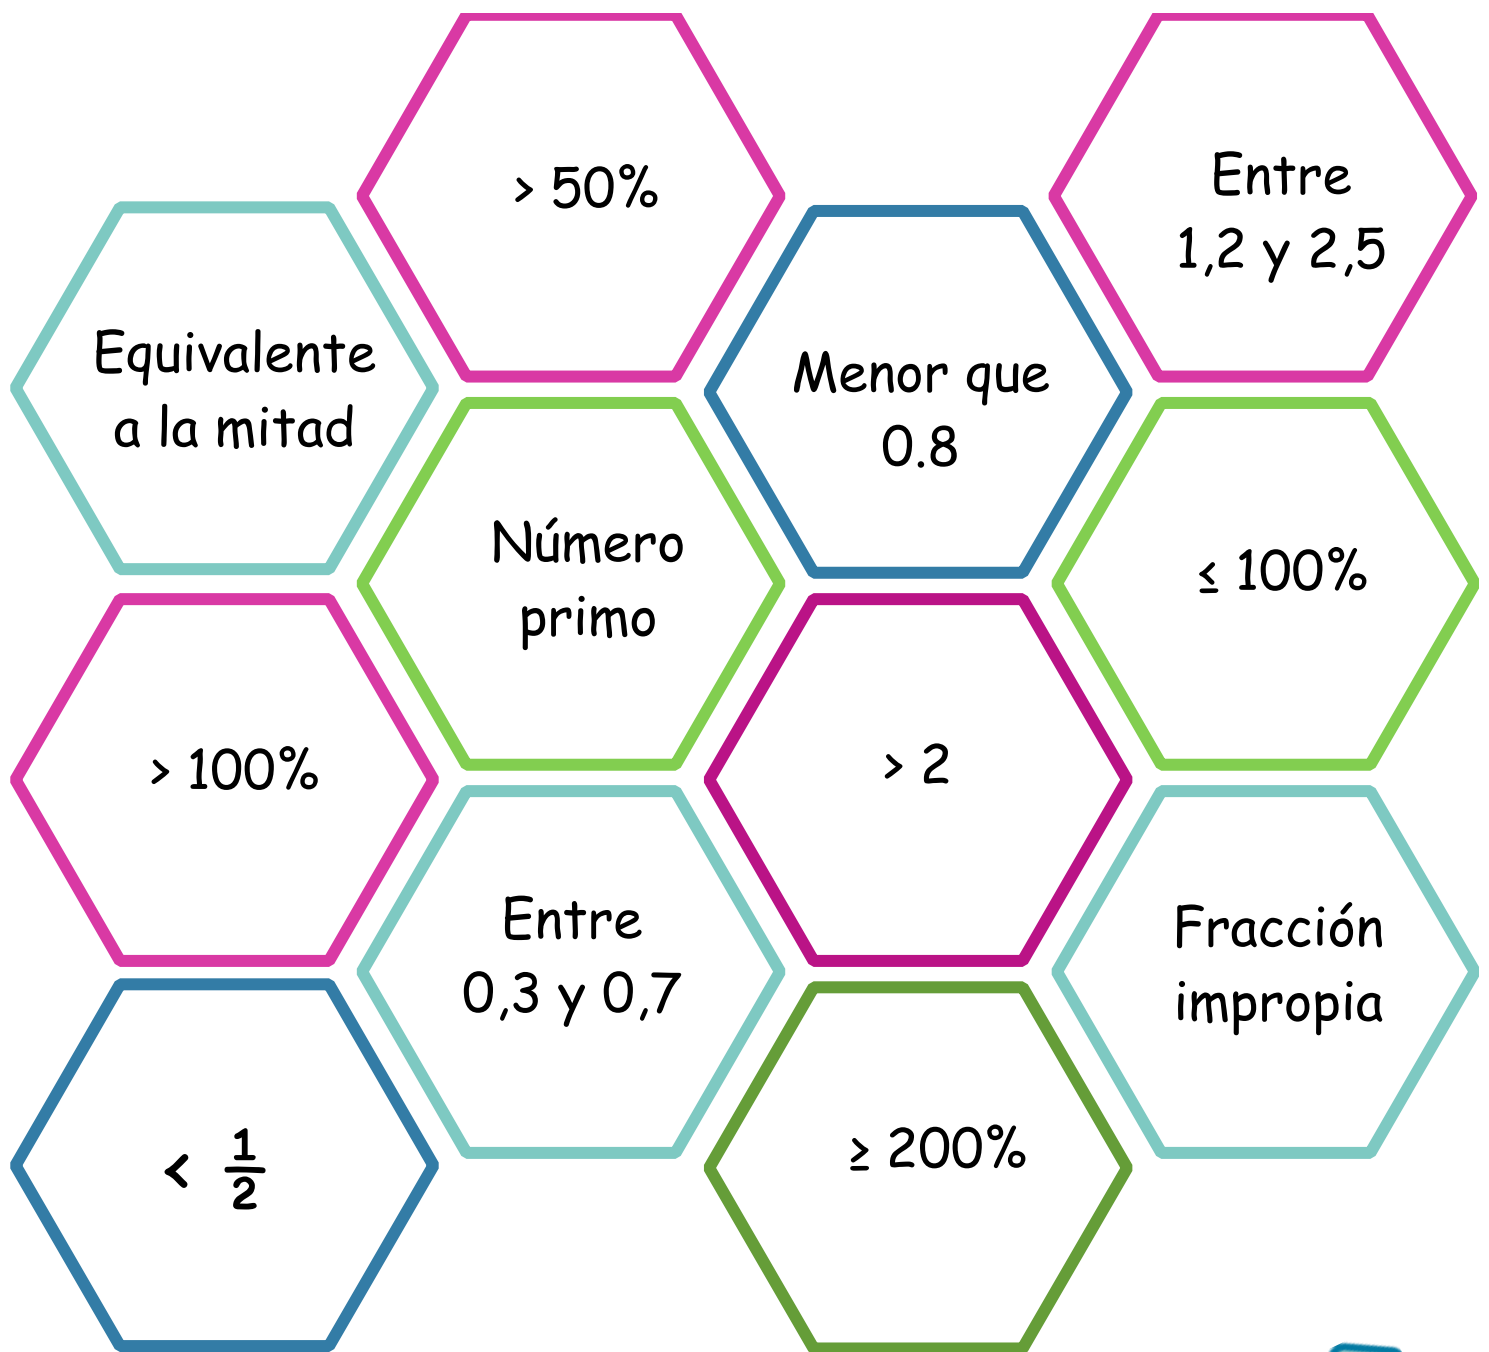 > 50%
Entre
1,2 y 2,5
Equivalente
a la mitad
Menor que
0.8
Número
primo
≤ 100%
> 100%
> 2
Entre
0,3 y 0,7
Fracción
impropia
< 1/2
≥ 200%